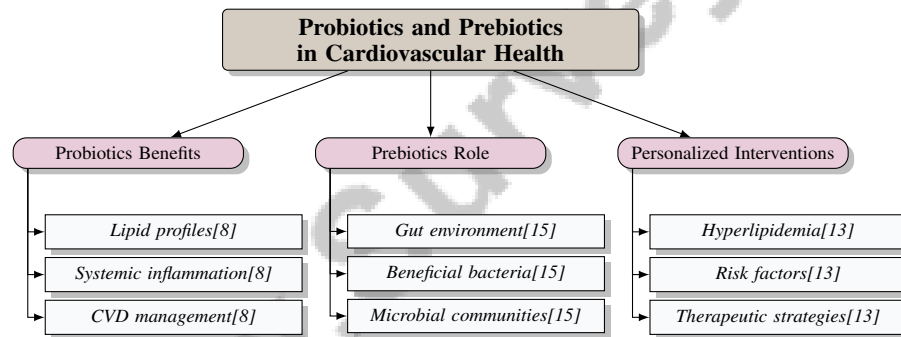 Probiotics and Prebiotics
in Cardiovascular Health
Probiotics Benefits
Prebiotics Role
Personalized Interventions
Lipid profiles[8]
Gut environment[15]
Hyperlipidemia[13]
Systemic inflammation[8]
Beneficial bacteria[15]
Risk factors[13]
CVD management[8]
Microbial communities[15]
Therapeutic strategies[13]